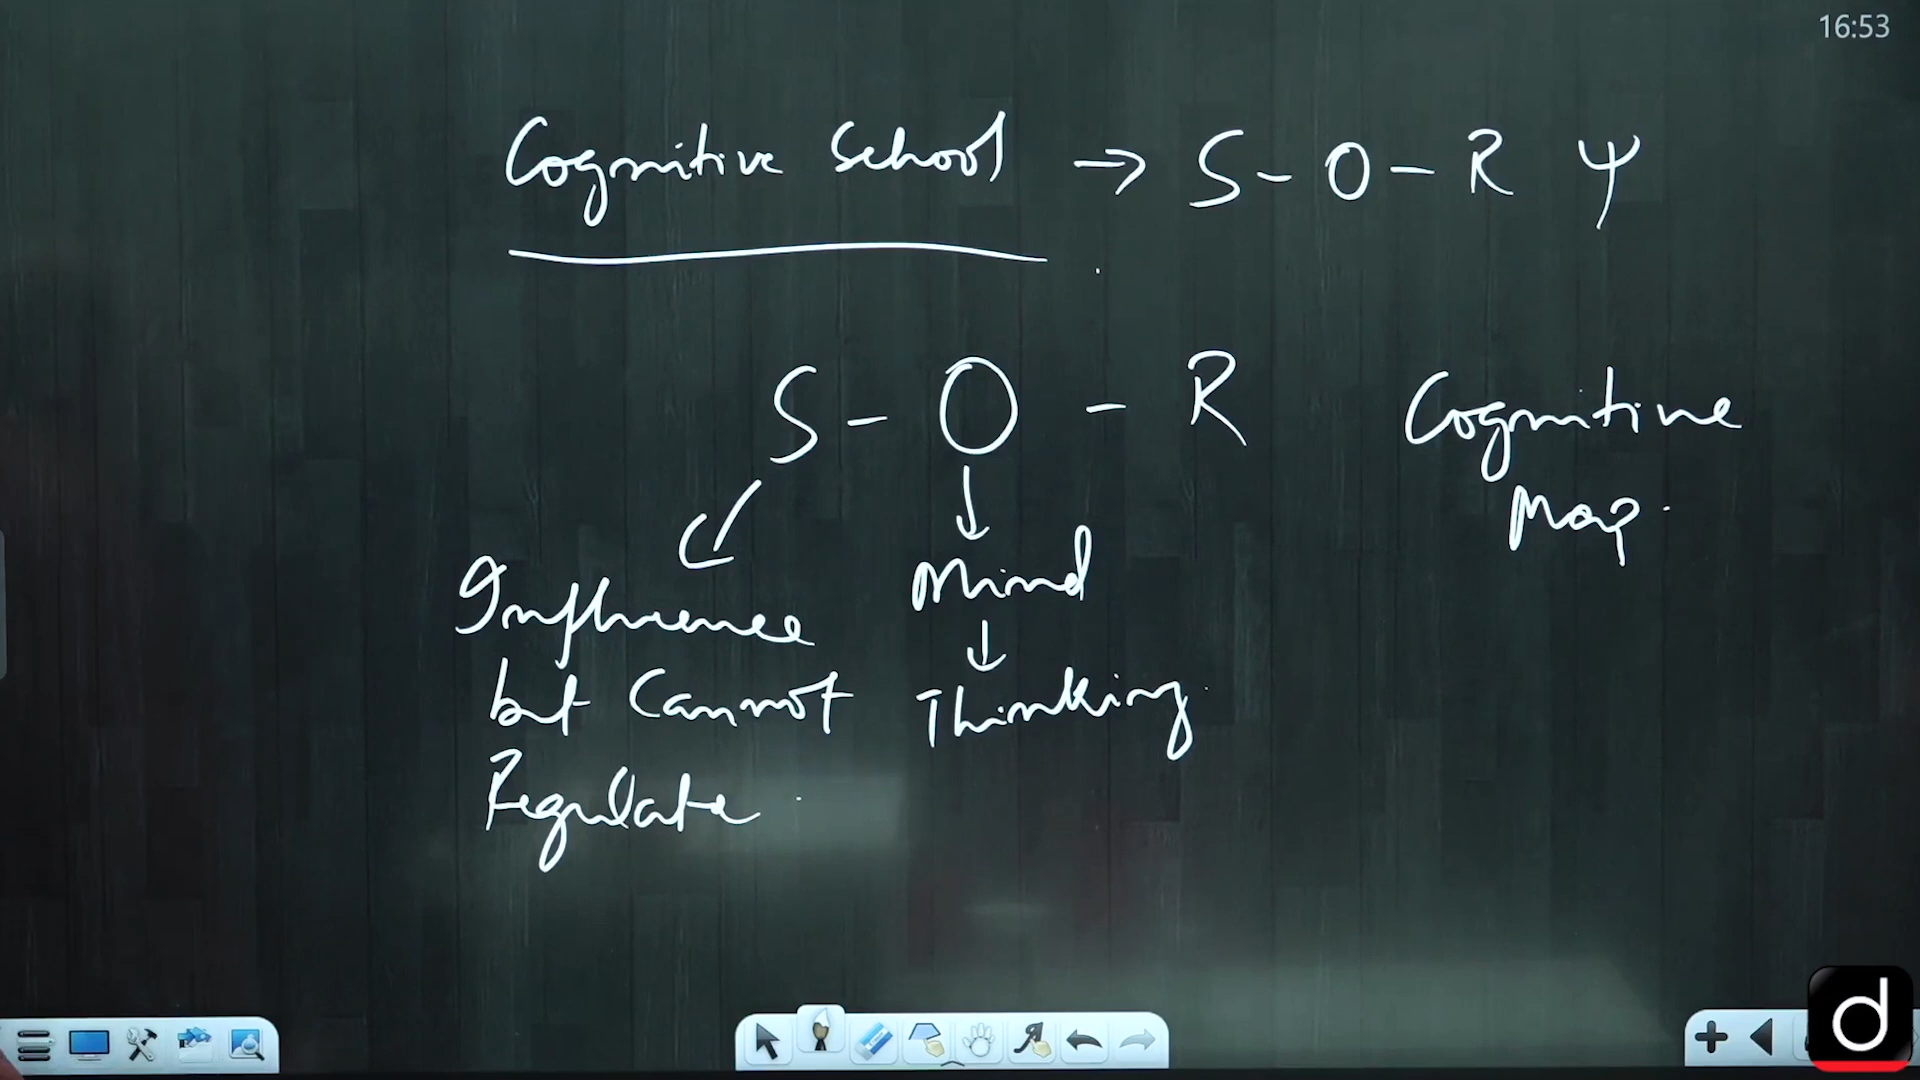 16:53
Cognitive School → S - O - R Ψ
S - O - R
Cognitive
Map.
Influence
but Cannot
Regulate.
↓
Mind
↓
Thinking.
d